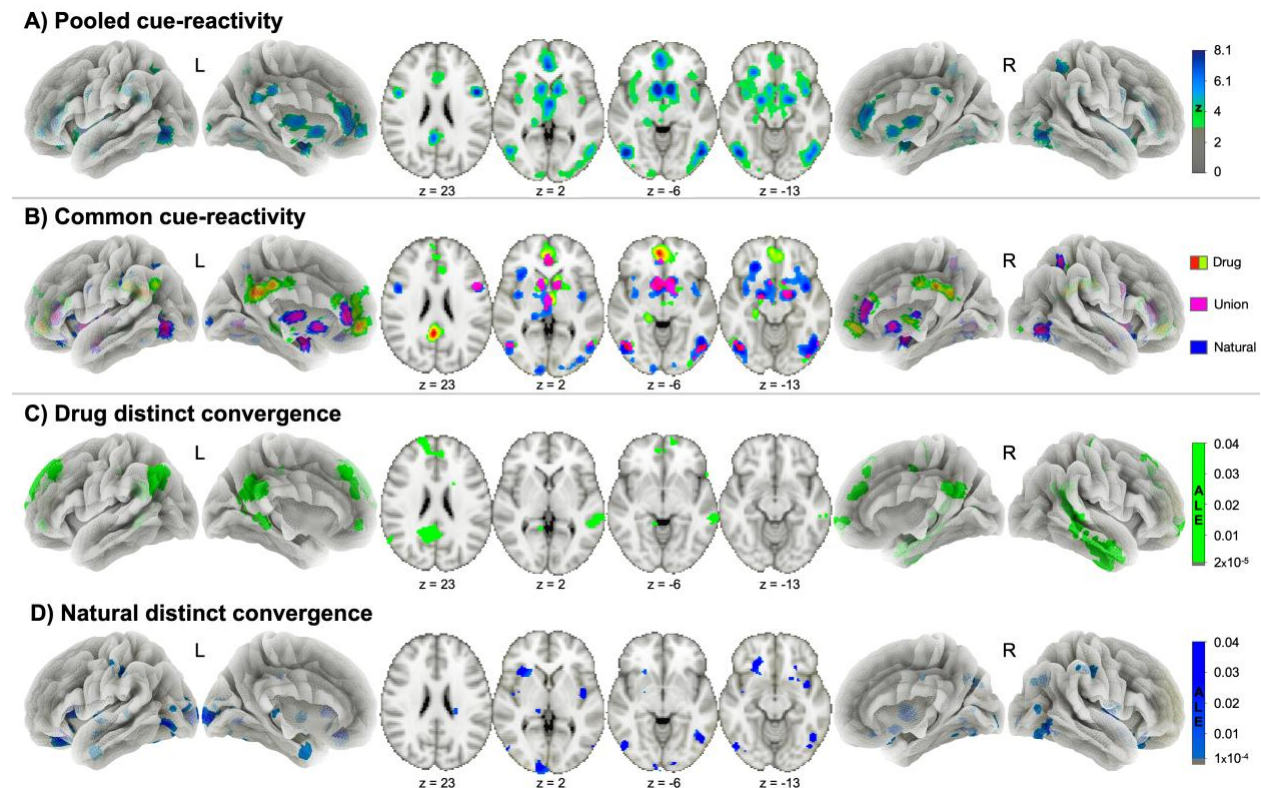 A) Pooled cue-reactivity
L
R
8.1
6.1
z
4
2
0
z = 23
z = 2
z = -6
z = -13
B) Common cue-reactivity
L
R
Drug
Union
Natural
z = 23
z = 2
z = -6
z = -13
C) Drug distinct convergence
L
R
0.04
0.03
A
L
E
0.02
0.01
2x10⁻⁵
z = 23
z = 2
z = -6
z = -13
D) Natural distinct convergence
L
R
0.04
0.03
A
L
E
0.02
0.01
1x10⁻⁴
z = 23
z = 2
z = -6
z = -13